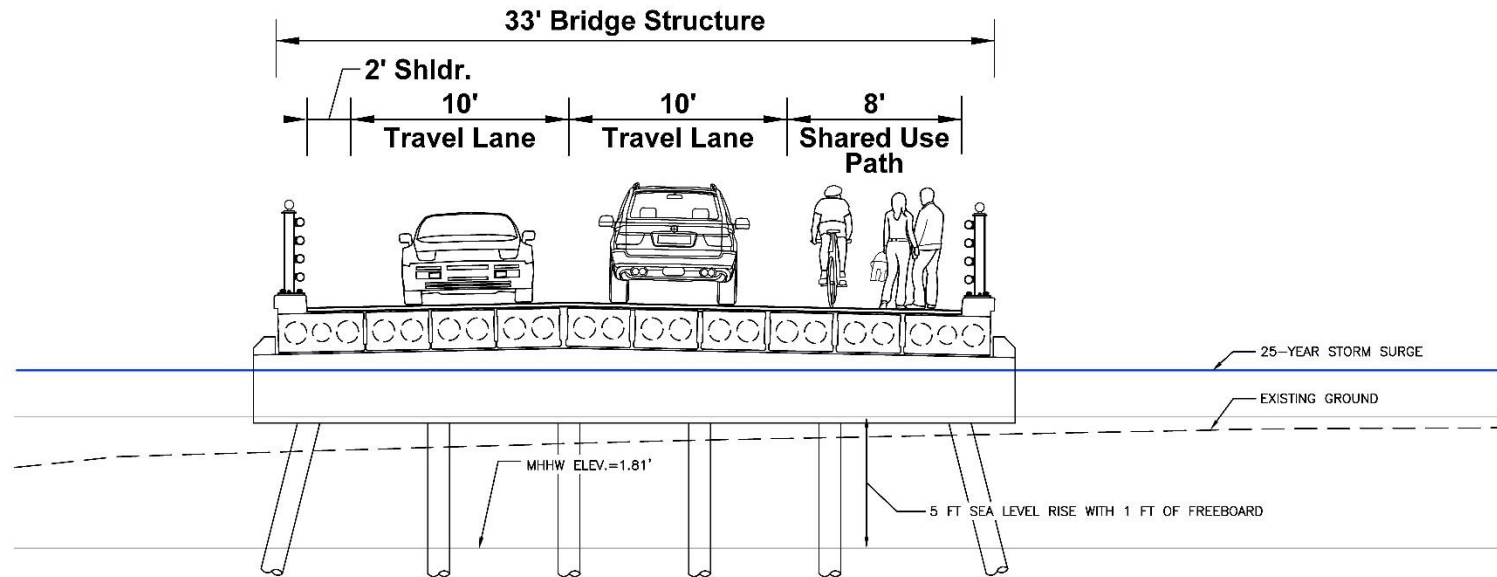 33' Bridge Structure
2' Shldr.
10'
Travel Lane
10'
Travel Lane
8'
Shared Use
Path
25-YEAR STORM SURGE
EXISTING GROUND
MHHW ELEV.=1.81'
5 FT SEA LEVEL RISE WITH 1 FT OF FREEBOARD